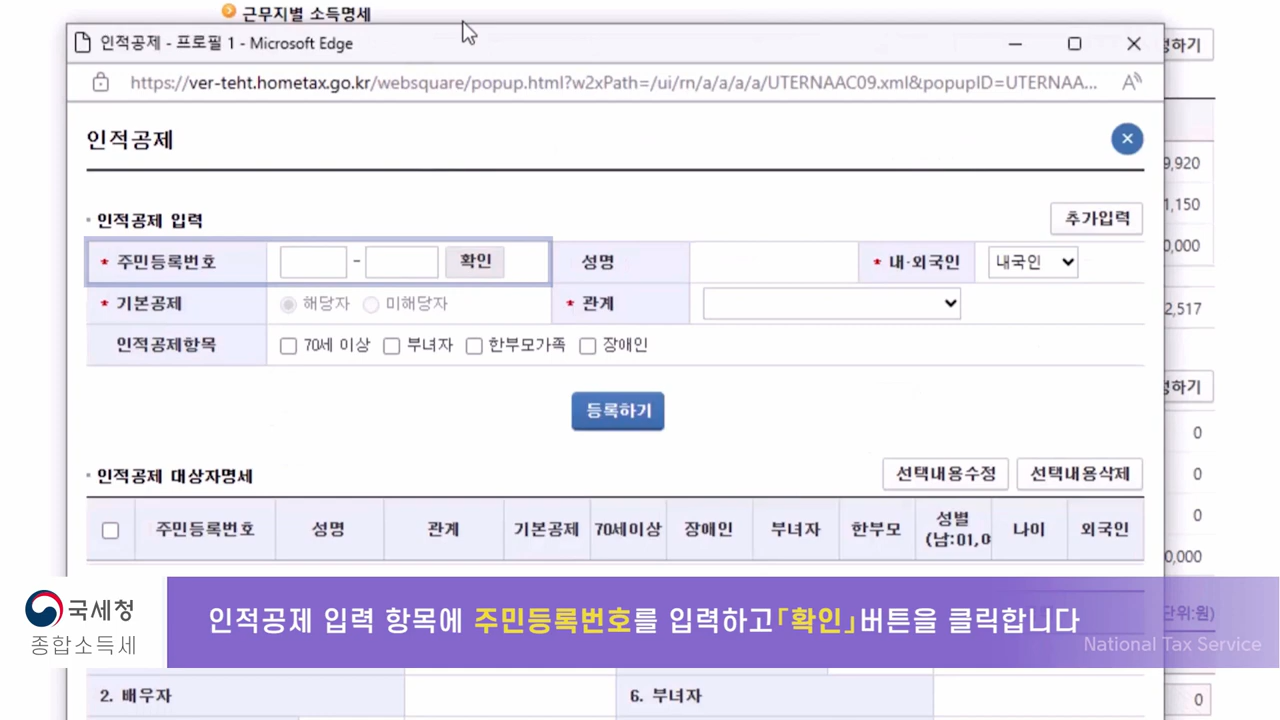 근무지별 소득명세
인적공제 - 프로필 1 - Microsoft Edge
https://ver-teht.hometax.go.kr/websquare/popup.html?w2xPath=/ui/rn/a/a/a/a/UTERNAAC09.xml&popupID=UTERNAA...
인적공제
인적공제 입력
추가입력
* 주민등록번호 - 확인 성명 * 내·외국인 내국인
* 기본공제 해당자 미해당자 * 관계
인적공제항목 70세 이상 부녀자 한부모가족 장애인
등록하기
인적공제 대상자명세 선택내용수정 선택내용삭제
주민등록번호 성명 관계 기본공제 70세이상 장애인 부녀자 한부모 성별 나이 외국인
(남:01,0
국세청
종합소득세
인적공제 입력 항목에 주민등록번호를 입력하고「확인」버튼을 클릭합니다
National Tax Service
2. 배우자 6. 부녀자
하기
9,920
1,150
0,000
2,517
하기
0
0
0
0,000
단위:원)
0